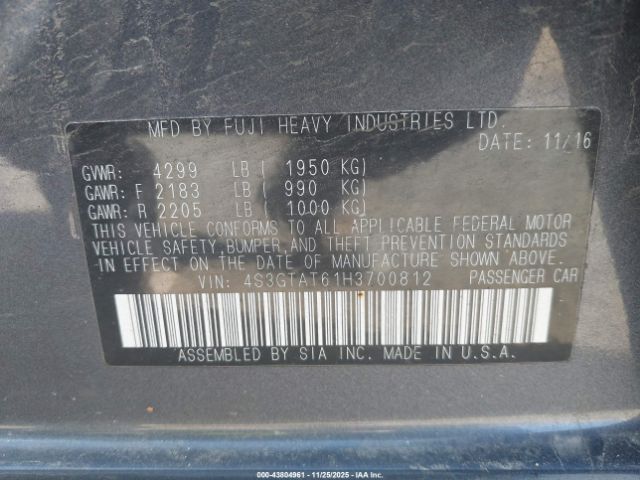 MFD BY FUJI HEAVY INDUSTRIES LTD.
DATE: 11/16
GVWR: 4299 LB ( 1950 KG)
GAWR: F 2183 LB ( 990 KG)
GAWR: R 2205 LB ( 1000 KG)
THIS VEHICLE CONFORMS TO ALL APPLICABLE FEDERAL MOTOR
VEHICLE SAFETY, BUMPER, AND THEFT PREVENTION STANDARDS
IN EFFECT ON THE DATE OF MANUFACTURE SHOWN ABOVE.
VIN: 4S3GTAT61H3700812 PASSENGER CAR
ASSEMBLED BY SIA INC. MADE IN U.S.A.
000-43804961 - 11/25/2025 - IAAI.COM